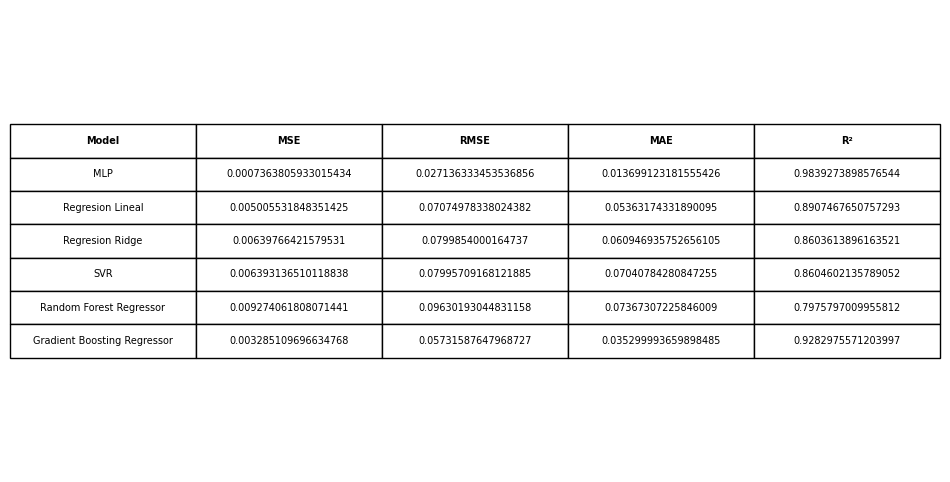 Model MSE RMSE MAE R²
MLP 0.0007363805933015434 0.027136333453536856 0.013699123181555426 0.9839273898576544
Regresion Lineal 0.005005531848351425 0.07074978338024382 0.05363174331890095 0.8907467650757293
Regresion Ridge 0.00639766421579531 0.0799854000164737 0.060946935752656105 0.8603613896163521
SVR 0.006393136510118838 0.07995709168121885 0.07040784280847255 0.8604602135789052
Random Forest Regressor 0.009274061808071441 0.09630193044831158 0.07367307225846009 0.7975797009955812
Gradient Boosting Regressor 0.003285109696634768 0.05731587647968727 0.035299993659898485 0.9282975571203997